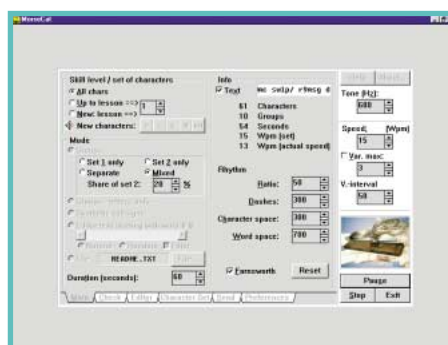 MorseCat
Skill level / set of characters
All chars
Up to lesson ==> 1
New: lesson ==>
New characters:
Mode
Set 1 only
Set 2 only
Separate
Mixed
Share of set 2: 20 %
README.TXT
Duration (seconds): 60
Info
Text
61 Characters
10 Groups
54 Seconds
15 Wpm (set)
13 Wpm (actual speed)
Rhythm
Ratio: 50
Dashes: 300
Character space: 300
Word space: 700
Farnsworth
Reset
Work
Check
Editor
Character Set
Send
Preferences
Help
Tone (Hz):
600
Speed: (Wpm)
15
Var. max:
3
V.-interval
50
Pause
Stop
Exit